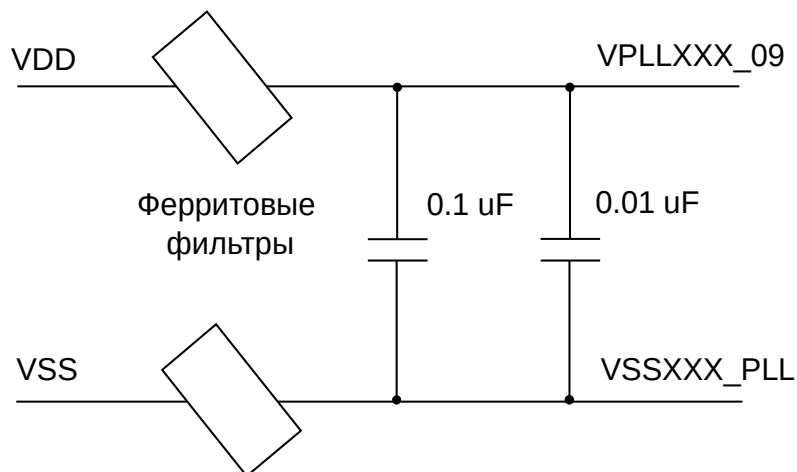 VDD
VPLLXXX_09
Ферритовые
фильтры
0.1 uF
0.01 uF
VSS
VSSXXX_PLL